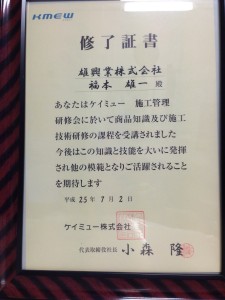 KMEW
修了証書
雄興業株式会社
福本 雄一 殿
あなたはケイミュー 施工管理
研修会に於いて商品知識及び施工
技術研修の課程を受講されました
今後はこの知識と技能を大いに発揮
され他の模範となりご活躍されること
を期待します
平成 25年 7月 2日
ケイミュー株式会社
代表取締役社長 小森 隆